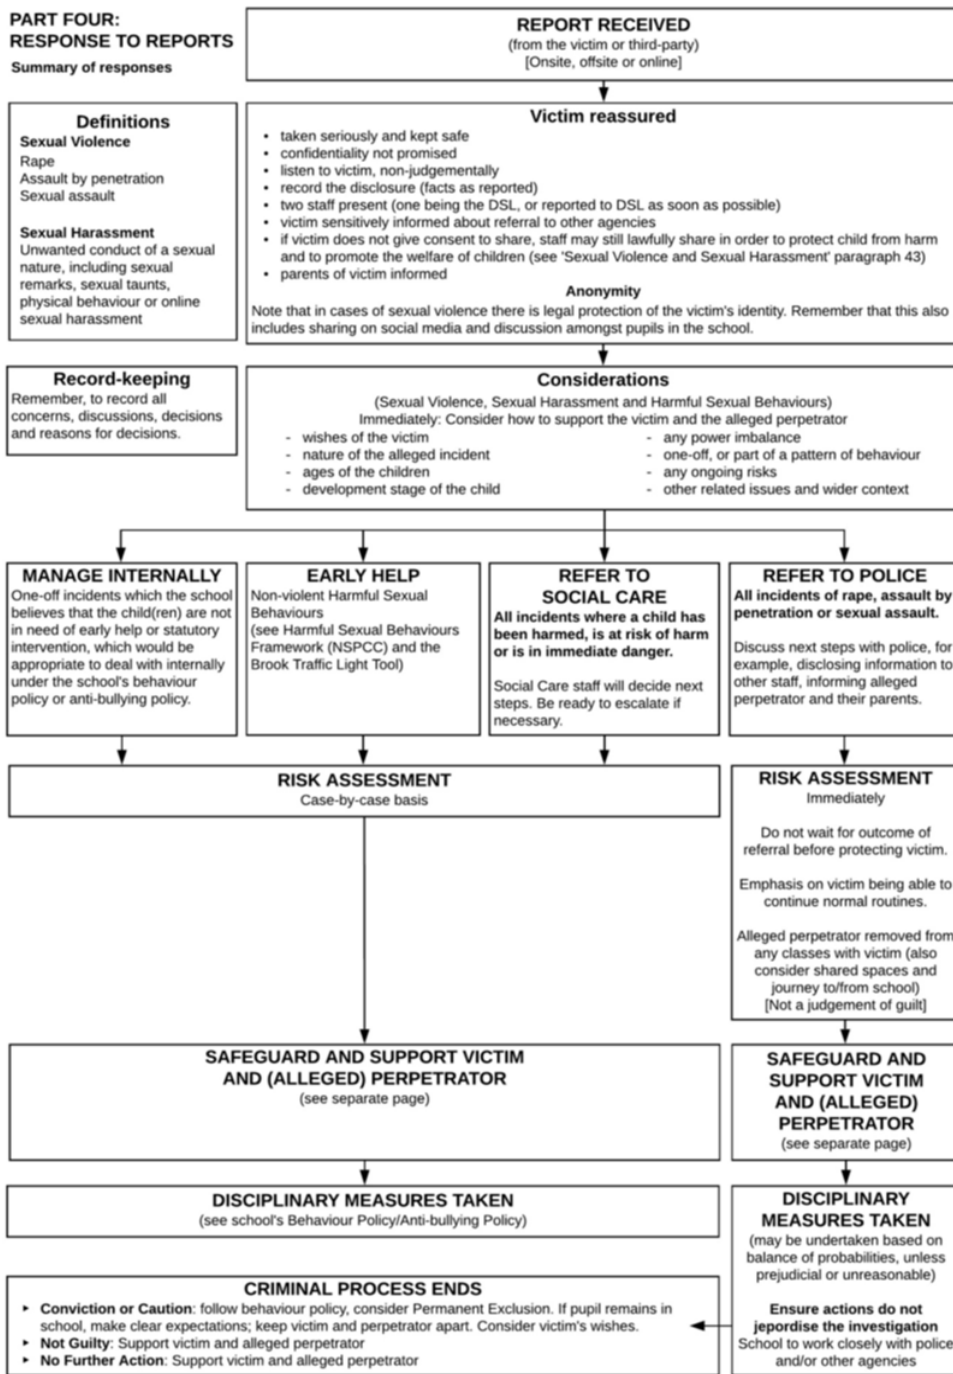 PART FOUR:
RESPONSE TO REPORTS
Summary of responses
REPORT RECEIVED
(from the victim or third-party)
[Onsite, offsite or online]
Definitions
Sexual Violence
Rape
Assault by penetration
Sexual assault
Sexual Harassment
Unwanted conduct of a sexual
nature, including sexual
remarks, sexual taunts,
physical behaviour or online
sexual harassment
Victim reassured
• taken seriously and kept safe
• confidentiality not promised
• listen to victim, non-judgementally
• record the disclosure (facts as reported)
• two staff present (one being the DSL, or reported to DSL as soon as possible)
• victim sensitively informed about referral to other agencies
• if victim does not give consent to share, staff may still lawfully share in order to protect child from harm
and to promote the welfare of children (see 'Sexual Violence and Sexual Harassment' paragraph 43)
• parents of victim informed
Anonymity
Note that in cases of sexual violence there is legal protection of the victim's identity. Remember that this also
includes sharing on social media and discussion amongst pupils in the school.
Record-keeping
Remember, to record all
concerns, discussions, decisions
and reasons for decisions.
Considerations
(Sexual Violence, Sexual Harassment and Harmful Sexual Behaviours)
Immediately: Consider how to support the victim and the alleged perpetrator
- wishes of the victim
- nature of the alleged incident
- ages of the children
- development stage of the child
- any power imbalance
- one-off, or part of a pattern of behaviour
- any ongoing risks
- other related issues and wider context
MANAGE INTERNALLY
One-off incidents which the school
believes that the child(ren) are not
in need of early help or statutory
intervention, which would be
appropriate to deal with internally
under the school's behaviour
policy or anti-bullying policy.
EARLY HELP
Non-violent Harmful Sexual
Behaviours
(see Harmful Sexual Behaviours
Framework (NSPCC) and the
Brook Traffic Light Tool)
REFER TO
SOCIAL CARE
All incidents where a child has
been harmed, is at risk of harm
or is in immediate danger.
Social Care staff will decide next
steps. Be ready to escalate if
necessary.
REFER TO POLICE
All incidents of rape, assault by
penetration or sexual assault.
Discuss next steps with police, for
example, disclosing information to
other staff, informing alleged
perpetrator and their parents.
RISK ASSESSMENT
Case-by-case basis
RISK ASSESSMENT
Immediately
Do not wait for outcome of
referral before protecting victim.
Emphasis on victim being able to
continue normal routines.
Alleged perpetrator removed from
any classes with victim (also
consider shared spaces and
journey to/from school)
[Not a judgement of guilt]
SAFEGUARD AND SUPPORT VICTIM
AND (ALLEGED) PERPETRATOR
(see separate page)
SAFEGUARD AND
SUPPORT VICTIM
AND (ALLEGED)
PERPETRATOR
(see separate page)
DISCIPLINARY MEASURES TAKEN
(see school's Behaviour Policy/Anti-bullying Policy)
DISCIPLINARY
MEASURES TAKEN
(may be undertaken based on
balance of probabilities, unless
prejudicial or unreasonable)
Ensure actions do not
jepordise the investigation
School to work closely with police
and/or other agencies
CRIMINAL PROCESS ENDS
‣ Conviction or Caution: follow behaviour policy, consider Permanent Exclusion. If pupil remains in
school, make clear expectations; keep victim and perpetrator apart. Consider victim's wishes.
‣ Not Guilty: Support victim and alleged perpetrator
‣ No Further Action: Support victim and alleged perpetrator